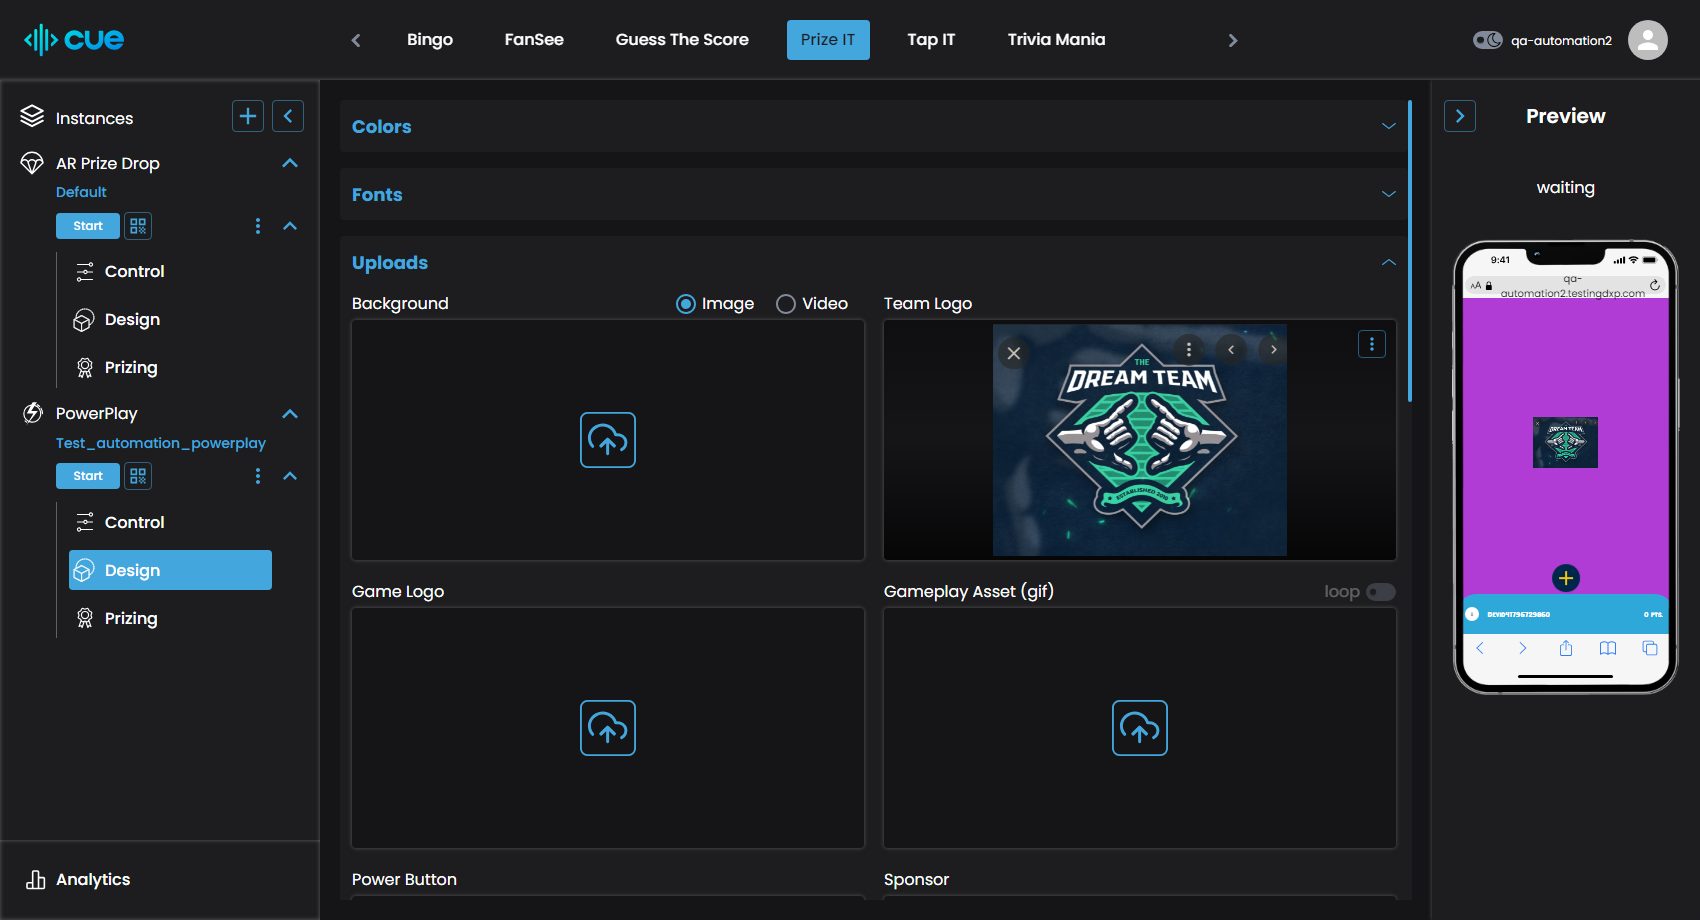 cue
Bingo
FanSee
Guess The Score
Prize IT
Tap IT
Trivia Mania
qa-automation2
Instances
AR Prize Drop
Default
Start
Control
Design
Prizing
PowerPlay
Test_automation_powerplay
Start
Control
Design
Prizing
Analytics
Colors
Fonts
Uploads
Background
Image
Video
Team Logo
THE
DREAM TEAM
ESTABLISHED 2019
Game Logo
Gameplay Asset (gif)
loop
Power Button
Sponsor
Preview
waiting
9:41
AA
qa-
automation2.testingdxp.com
DREAM TEAM
0 PTS.